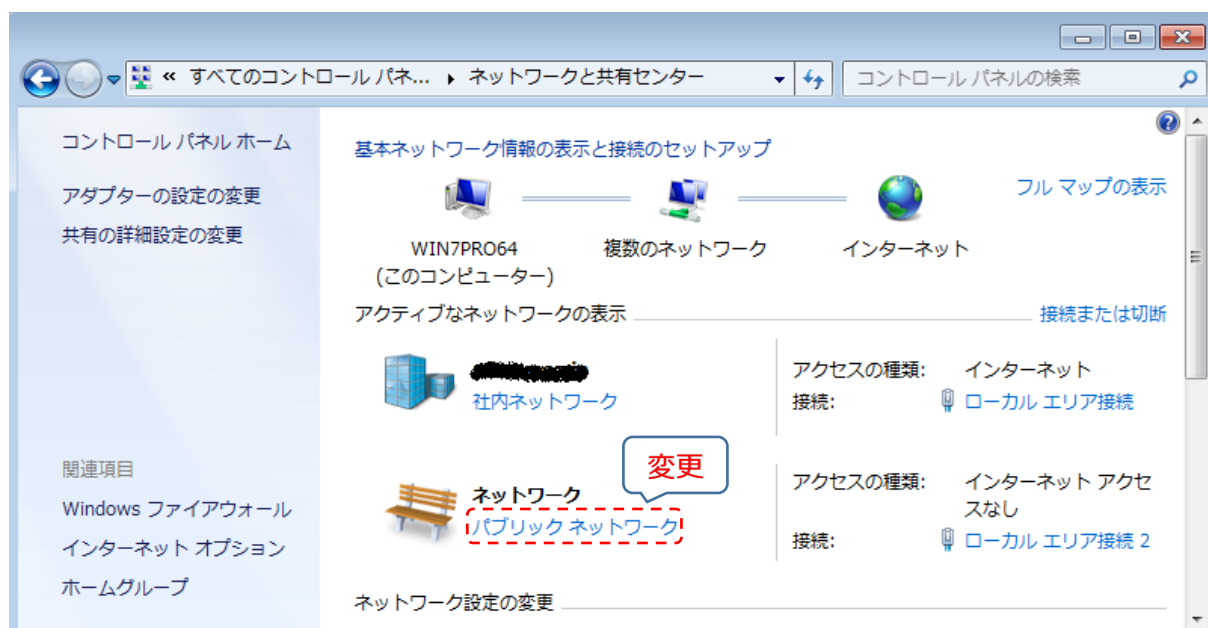 « すべてのコントロール パネ... ▸ ネットワークと共有センター
コントロール パネルの検索
コントロール パネル ホーム
アダプターの設定の変更
共有の詳細設定の変更
関連項目
Windows ファイアウォール
インターネット オプション
ホームグループ
基本ネットワーク情報の表示と接続のセットアップ
フル マップの表示
WIN7PRO64
(このコンピューター)
複数のネットワーク
インターネット
アクティブなネットワークの表示
接続または切断
社内ネットワーク
アクセスの種類: インターネット
接続: ローカル エリア接続
変更
ネットワーク
パブリック ネットワーク
アクセスの種類: インターネット アクセ
スなし
接続: ローカル エリア接続 2
ネットワーク設定の変更